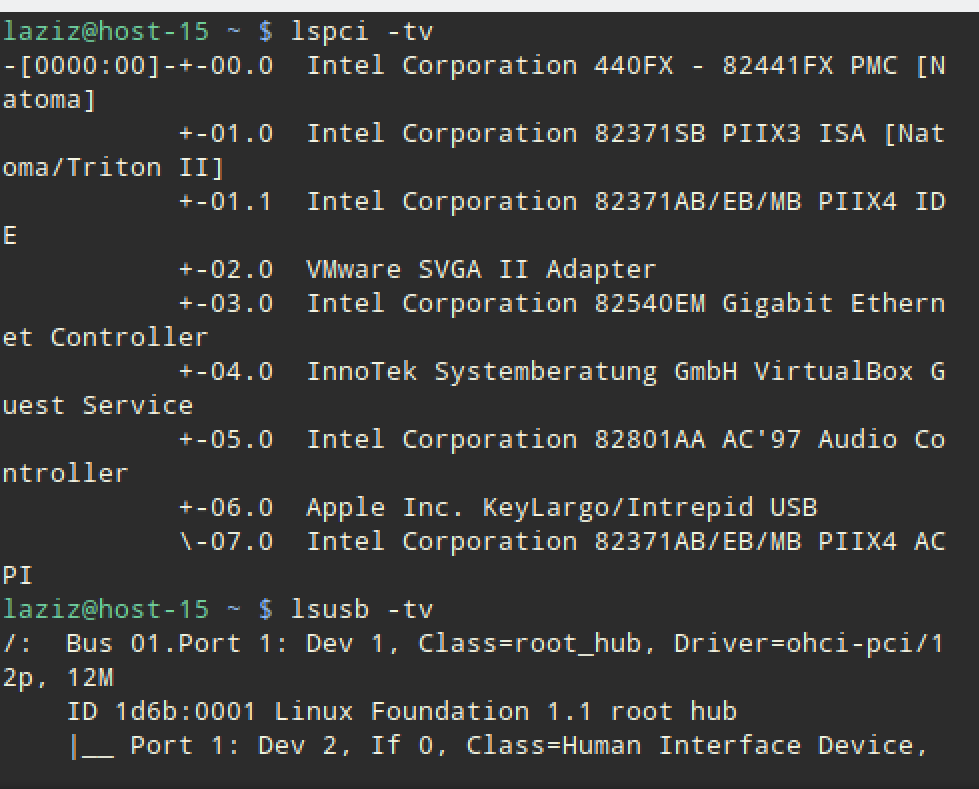 laziz@host-15 ~ $ lspci -tv
-[0000:00]-+-00.0  Intel Corporation 440FX - 82441FX PMC [N
atoma]
           +-01.0  Intel Corporation 82371SB PIIX3 ISA [Nat
oma/Triton II]
           +-01.1  Intel Corporation 82371AB/EB/MB PIIX4 ID
E
           +-02.0  VMware SVGA II Adapter
           +-03.0  Intel Corporation 82540EM Gigabit Ethern
et Controller
           +-04.0  InnoTek Systemberatung GmbH VirtualBox G
uest Service
           +-05.0  Intel Corporation 82801AA AC'97 Audio Co
ntroller
           +-06.0  Apple Inc. KeyLargo/Intrepid USB
           \-07.0  Intel Corporation 82371AB/EB/MB PIIX4 AC
PI
laziz@host-15 ~ $ lsusb -tv
/:  Bus 01.Port 1: Dev 1, Class=root_hub, Driver=ohci-pci/1
2p, 12M
    ID 1d6b:0001 Linux Foundation 1.1 root hub
    |__ Port 1: Dev 2, If 0, Class=Human Interface Device,